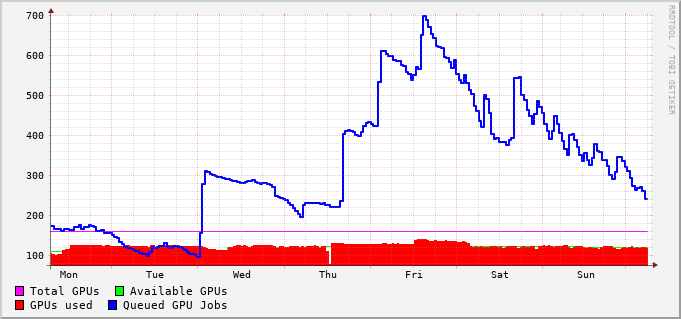 700
600
500
400
300
200
100
Mon Tue Wed Thu Fri Sat Sun
Total GPUs Available GPUs
GPUs used Queued GPU Jobs
RRDTOOL / TOBI OETIKER